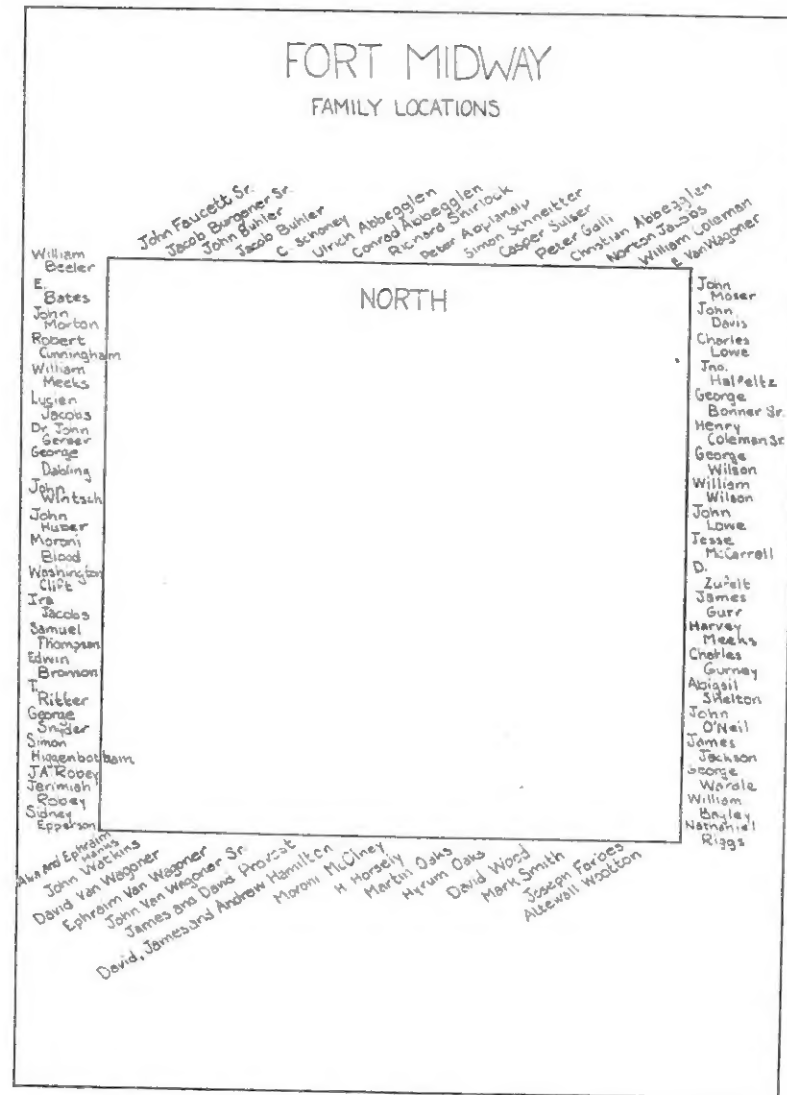 FORT MIDWAY
FAMILY LOCATIONS
John Faucett Sr.
Jacob Burgener Sr.
John Buhler
Jacob Buhler
C. Schoney
Ulrich Abbegglen
Conrad Abbegglen
Richard Shirlock
Peter
Simon Schneitter
Casper Sulser
Peter Galli
Christian Abbegglen
Norton Jacobs
William Coleman
E. Van Wagoner
NORTH
William
Beeler
E.
Bates
John
Morton
Robert
Cunningham
William
Meeks
Lucien
Jacobs
Dr. John
Gerber
George
Dabling
John
Wintsch
John
Huber
Moroni
Blood
Washington
Clift
Ira
Jacobs
Samuel
Thompson
Edwin
Bronson
T.
Ritter
George
Snyder
Simon
Higgenbotham
J.A. Robey
Jerimiah
Robey
Sidney
Epperson
John
Moser
John
Davis
Charles
Lowe
Jno.
Halfeltz
George
Bonner Sr.
Henry
Coleman Sr.
George
Wilson
William
Wilson
John
Lowe
Jesse
McCarrell
D.
Zufelt
James
Gurr
Harvey
Meeks
Charles
Gurney
Abigail
Shelton
John
O'Neil
James
Jackson
George
Wardle
William
Bagley
Nathaniel
Riggs
Alva and Ephraim
Hanks
John Watkins
David Van Wagoner
Ephraim Van Wagoner
John Van Wagoner Sr.
James and David Provost
David, James and Andrew Hamilton
Moroni McOlney
H Horsely
Martin Oaks
Hyrum Oaks
David Wood
Mark Smith
Joseph Forbes
Attewall Wootton